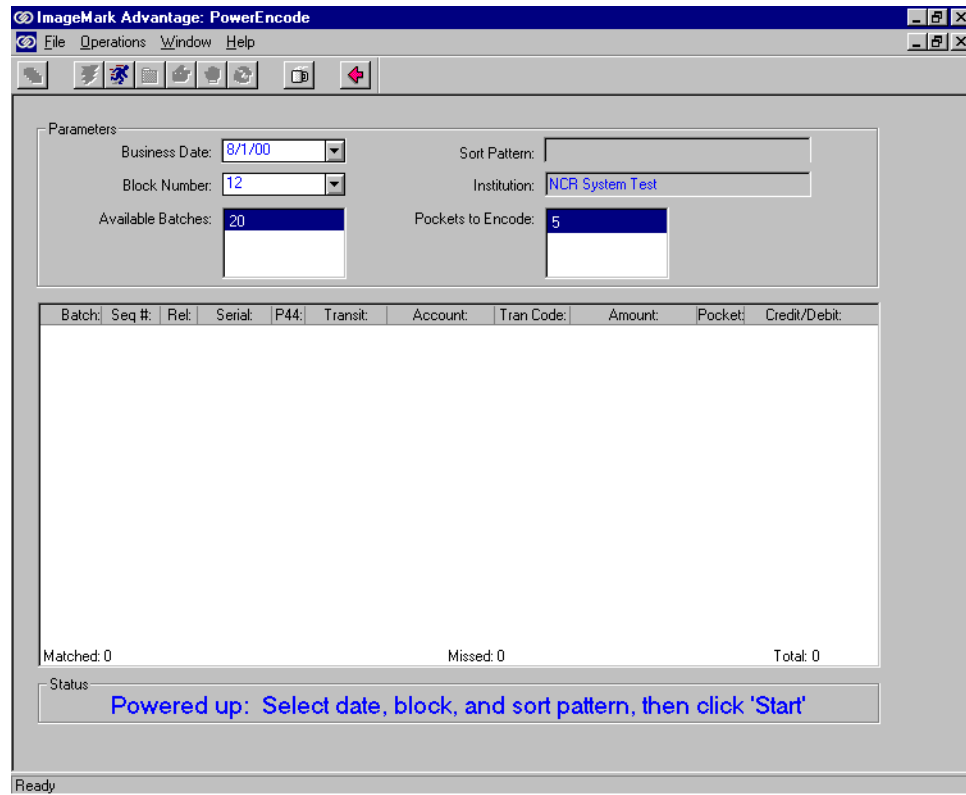 ImageMark Advantage: PowerEncode
File Operations Window Help
Parameters
Business Date: 8/1/00 Sort Pattern:
Block Number: 12 Institution: NCR System Test
Available Batches: 20 Pockets to Encode: 5
Batch: Seq #: Rel: Serial: P44: Transit: Account: Tran Code: Amount: Pocket: Credit/Debit:
Matched: 0 Missed: 0 Total: 0
Status
Powered up: Select date, block, and sort pattern, then click 'Start'
Ready